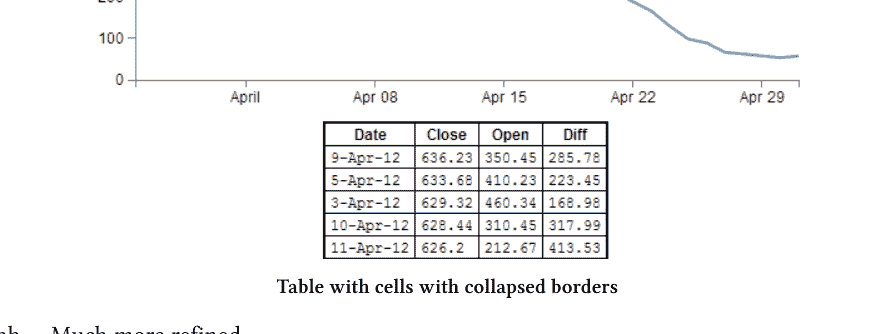 100
0
April Apr 08 Apr 15 Apr 22 Apr 29
Date Close Open Diff
9-Apr-12 636.23 350.45 285.78
5-Apr-12 633.68 410.23 223.45
3-Apr-12 629.32 460.34 168.98
10-Apr-12 628.44 310.45 317.99
11-Apr-12 626.2 212.67 413.53
Table with cells with collapsed borders
Much more refined